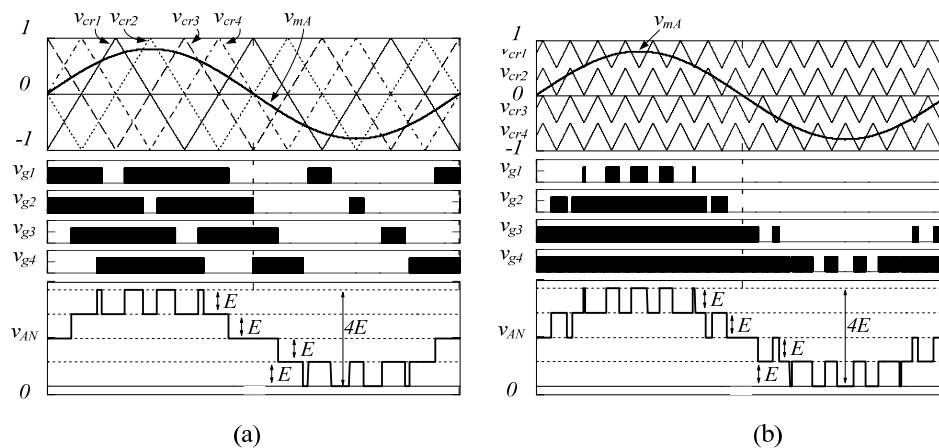 v_cr1 v_cr2 v_cr3 v_cr4 v_mA
1
0
-1
v_g1
v_g2
v_g3
v_g4
v_AN
E
E
4E
E
E
0
(a)
v_mA
1
v_cr1
v_cr2
0
v_cr3
v_cr4
-1
v_g1
v_g2
v_g3
v_g4
v_AN
E
E
4E
E
E
0
(b)